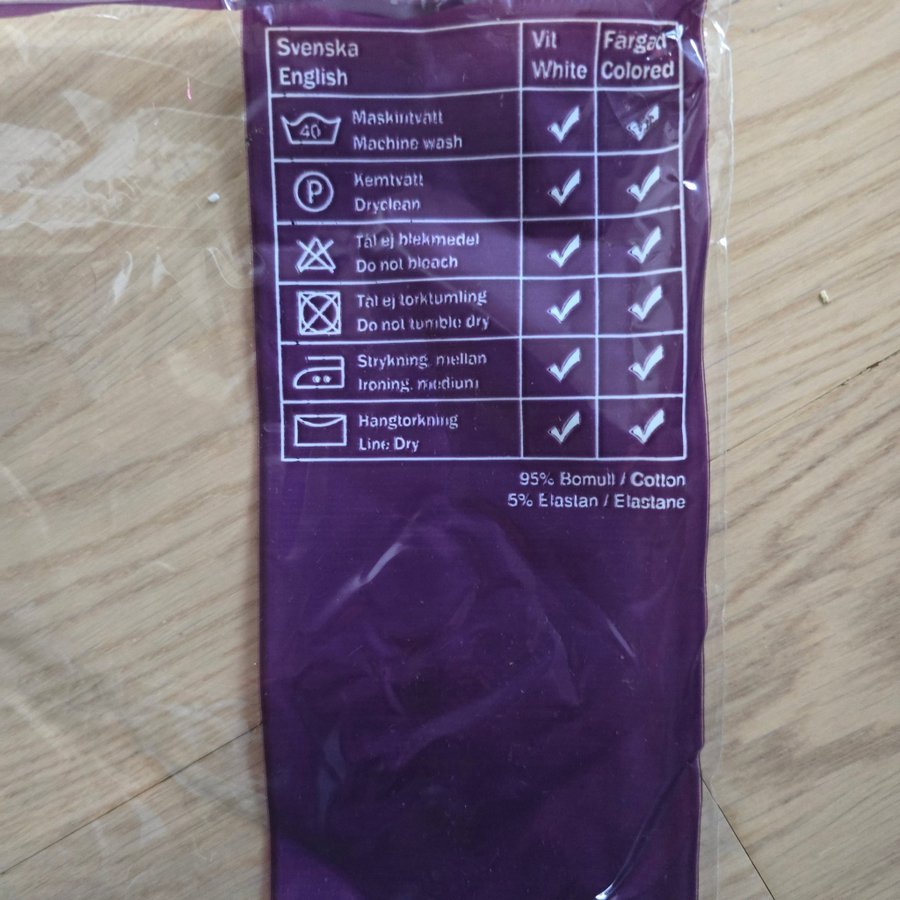 Svenska
English
Vit
White
Färgad
Colored
40
Maskintvätt
Machine wash
P
Kemtvätt
Dryclean
Tål ej blekmedel
Do not bleach
Tål ej torktumling
Do not tumble dry
Strykning, mellan
Ironing, medium
Hängtorkning
Line Dry
95% Bomull / Cotton
5% Elastan / Elastane